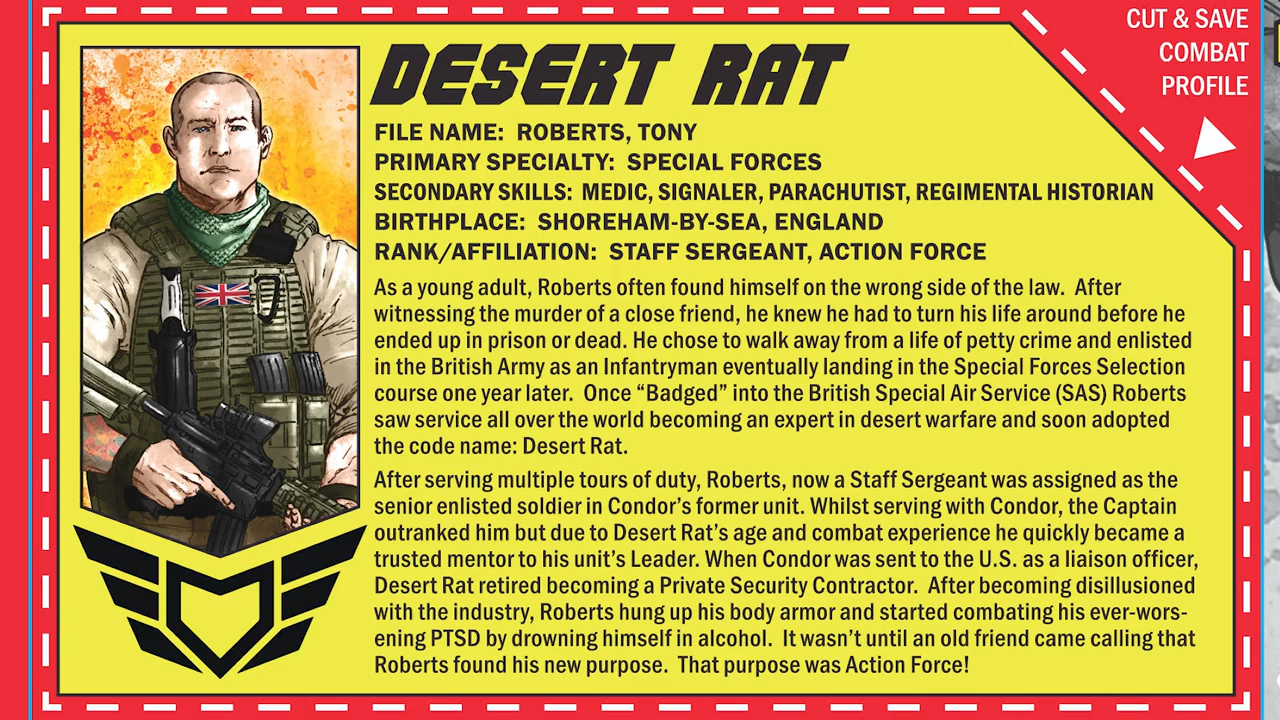 CUT & SAVE
COMBAT
PROFILE
DESERT RAT
FILE NAME: ROBERTS, TONY
PRIMARY SPECIALTY: SPECIAL FORCES
SECONDARY SKILLS: MEDIC, SIGNALER, PARACHUTIST, REGIMENTAL HISTORIAN
BIRTHPLACE: SHOREHAM-BY-SEA, ENGLAND
RANK/AFFILIATION: STAFF SERGEANT, ACTION FORCE
As a young adult, Roberts often found himself on the wrong side of the law. After
witnessing the murder of a close friend, he knew he had to turn his life around before he
ended up in prison or dead. He chose to walk away from a life of petty crime and enlisted
in the British Army as an Infantryman eventually landing in the Special Forces Selection
course one year later. Once “Badged” into the British Special Air Service (SAS) Roberts
saw service all over the world becoming an expert in desert warfare and soon adopted
the code name: Desert Rat.
After serving multiple tours of duty, Roberts, now a Staff Sergeant was assigned as the
senior enlisted soldier in Condor’s former unit. Whilst serving with Condor, the Captain
outranked him but due to Desert Rat’s age and combat experience he quickly became a
trusted mentor to his unit’s Leader. When Condor was sent to the U.S. as a liaison officer,
Desert Rat retired becoming a Private Security Contractor. After becoming disillusioned
with the industry, Roberts hung up his body armor and started combating his ever-wors-
ening PTSD by drowning himself in alcohol. It wasn’t until an old friend came calling that
Roberts found his new purpose. That purpose was Action Force!